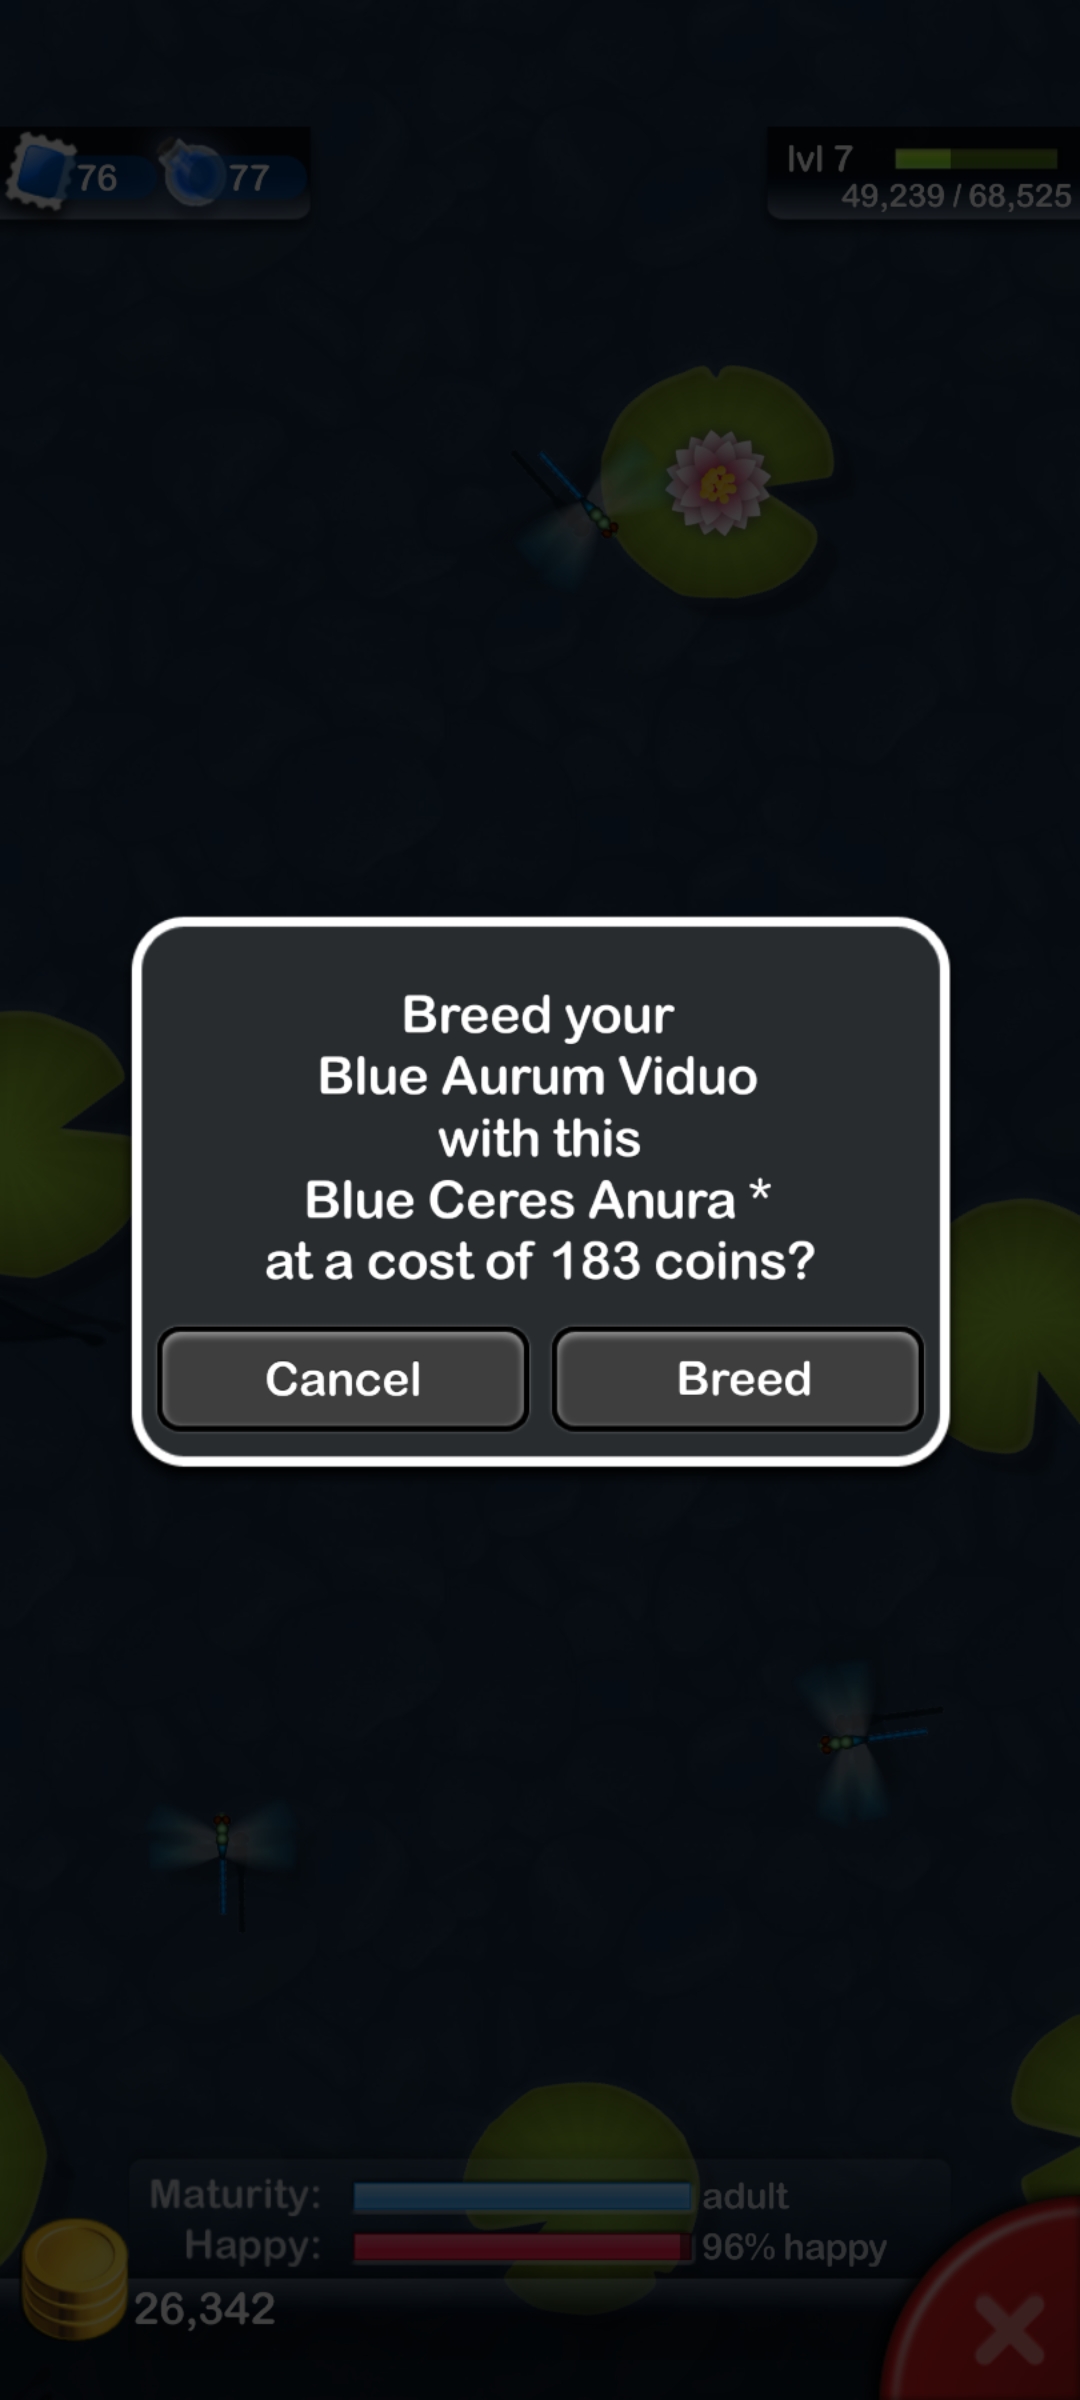 76
77
lvl 7
49,239 / 68,525
Breed your
Blue Aurum Viduo
with this
Blue Ceres Anura *
at a cost of 183 coins?
Cancel
Breed
Maturity:
adult
Happy:
96% happy
26,342